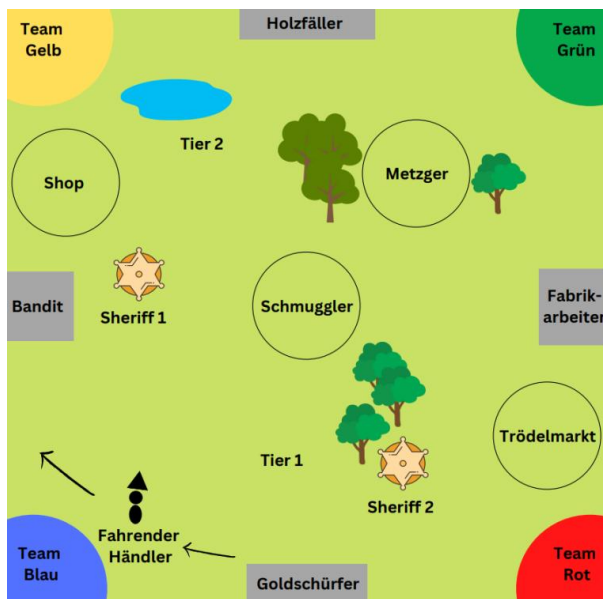 Team
Gelb
Holzfäller
Team
Grün
Tier 2
Shop
Metzger
Bandit
Sheriff 1
Schmuggler
Fabrik-
arbeiter
Trödelmarkt
Tier 1
Sheriff 2
Fahrender
Händler
Team
Blau
Goldschürfer
Team
Rot